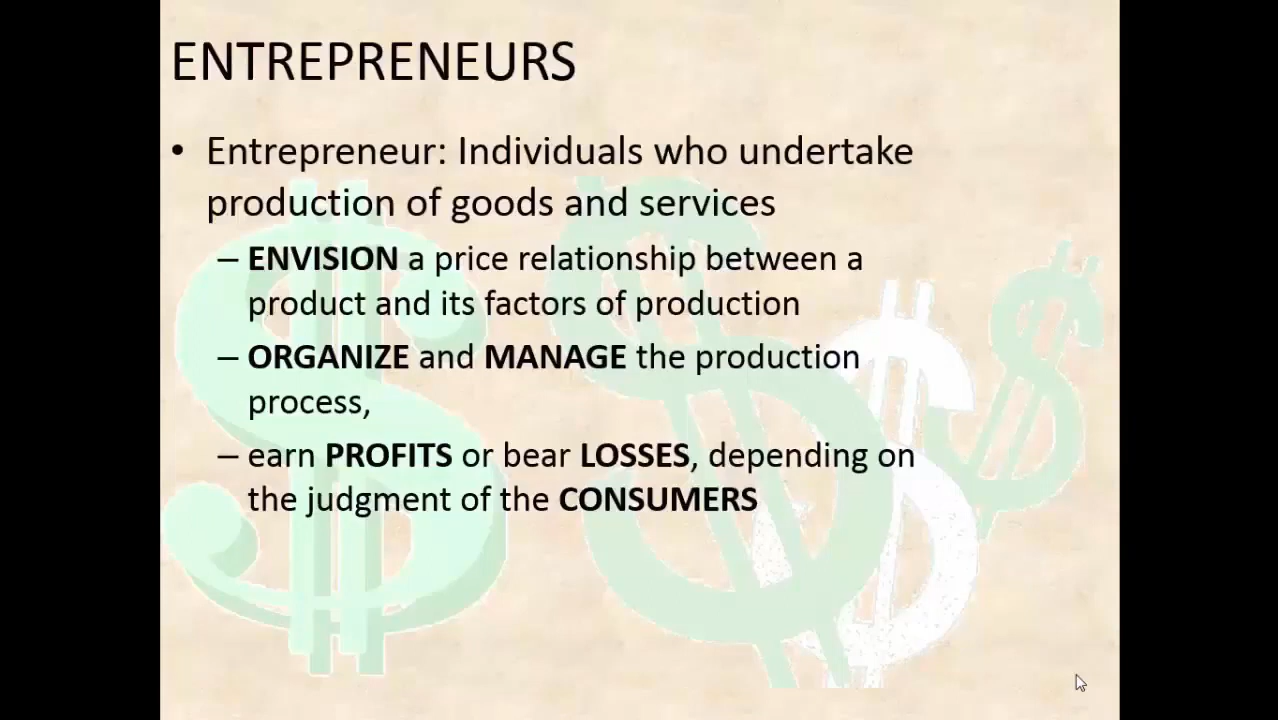 ENTREPRENEURS
• Entrepreneur: Individuals who undertake
production of goods and services
– ENVISION a price relationship between a
product and its factors of production
– ORGANIZE and MANAGE the production
process,
– earn PROFITS or bear LOSSES, depending on
the judgment of the CONSUMERS